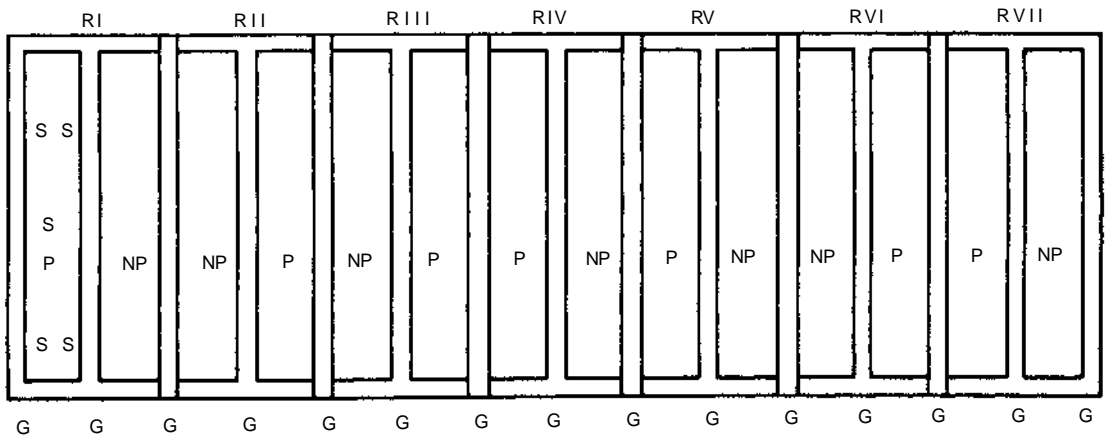 RI RII RIII RIV RV RVI RVII
S S
S
P NP NP P NP P P NP P NP NP P P NP
S S
G G G G G G G G G G G G G G G